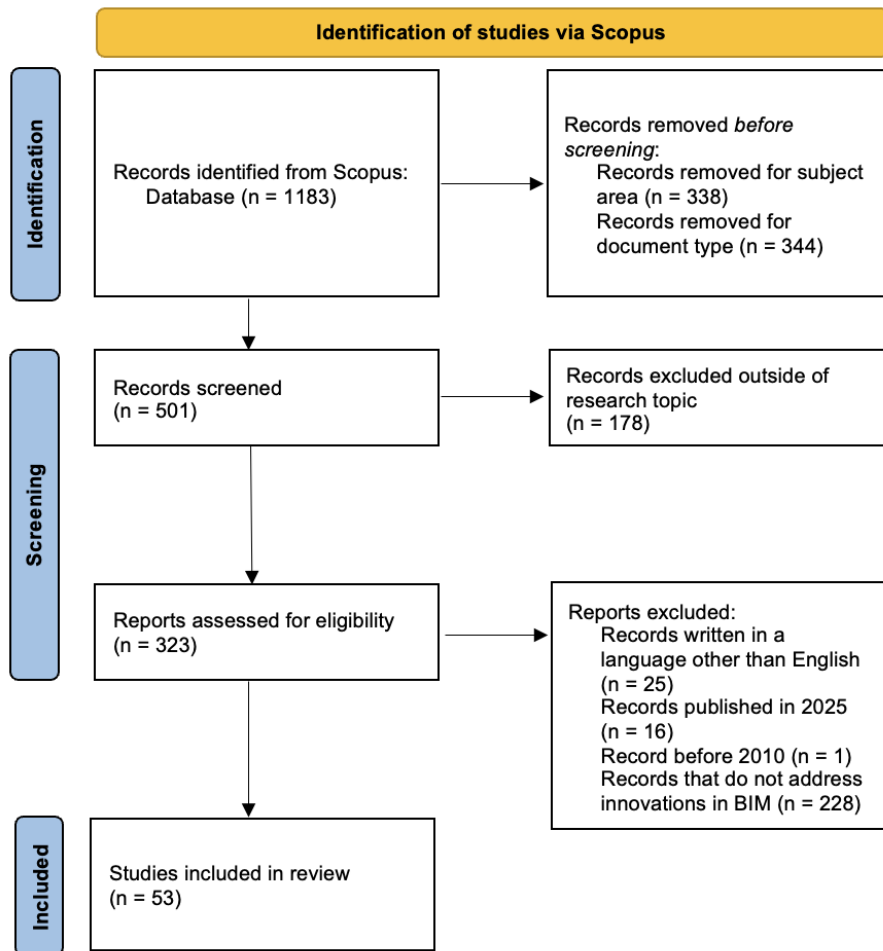 Identification of studies via Scopus
Identification
Records identified from Scopus:
Database (n = 1183)
Records removed before
screening:
Records removed for subject
area (n = 338)
Records removed for
document type (n = 344)
Screening
Records screened
(n = 501)
Records excluded outside of
research topic
(n = 178)
Reports assessed for eligibility
(n = 323)
Reports excluded:
Records written in a
language other than English
(n = 25)
Records published in 2025
(n = 16)
Record before 2010 (n = 1)
Records that do not address
innovations in BIM (n = 228)
Included
Studies included in review
(n = 53)